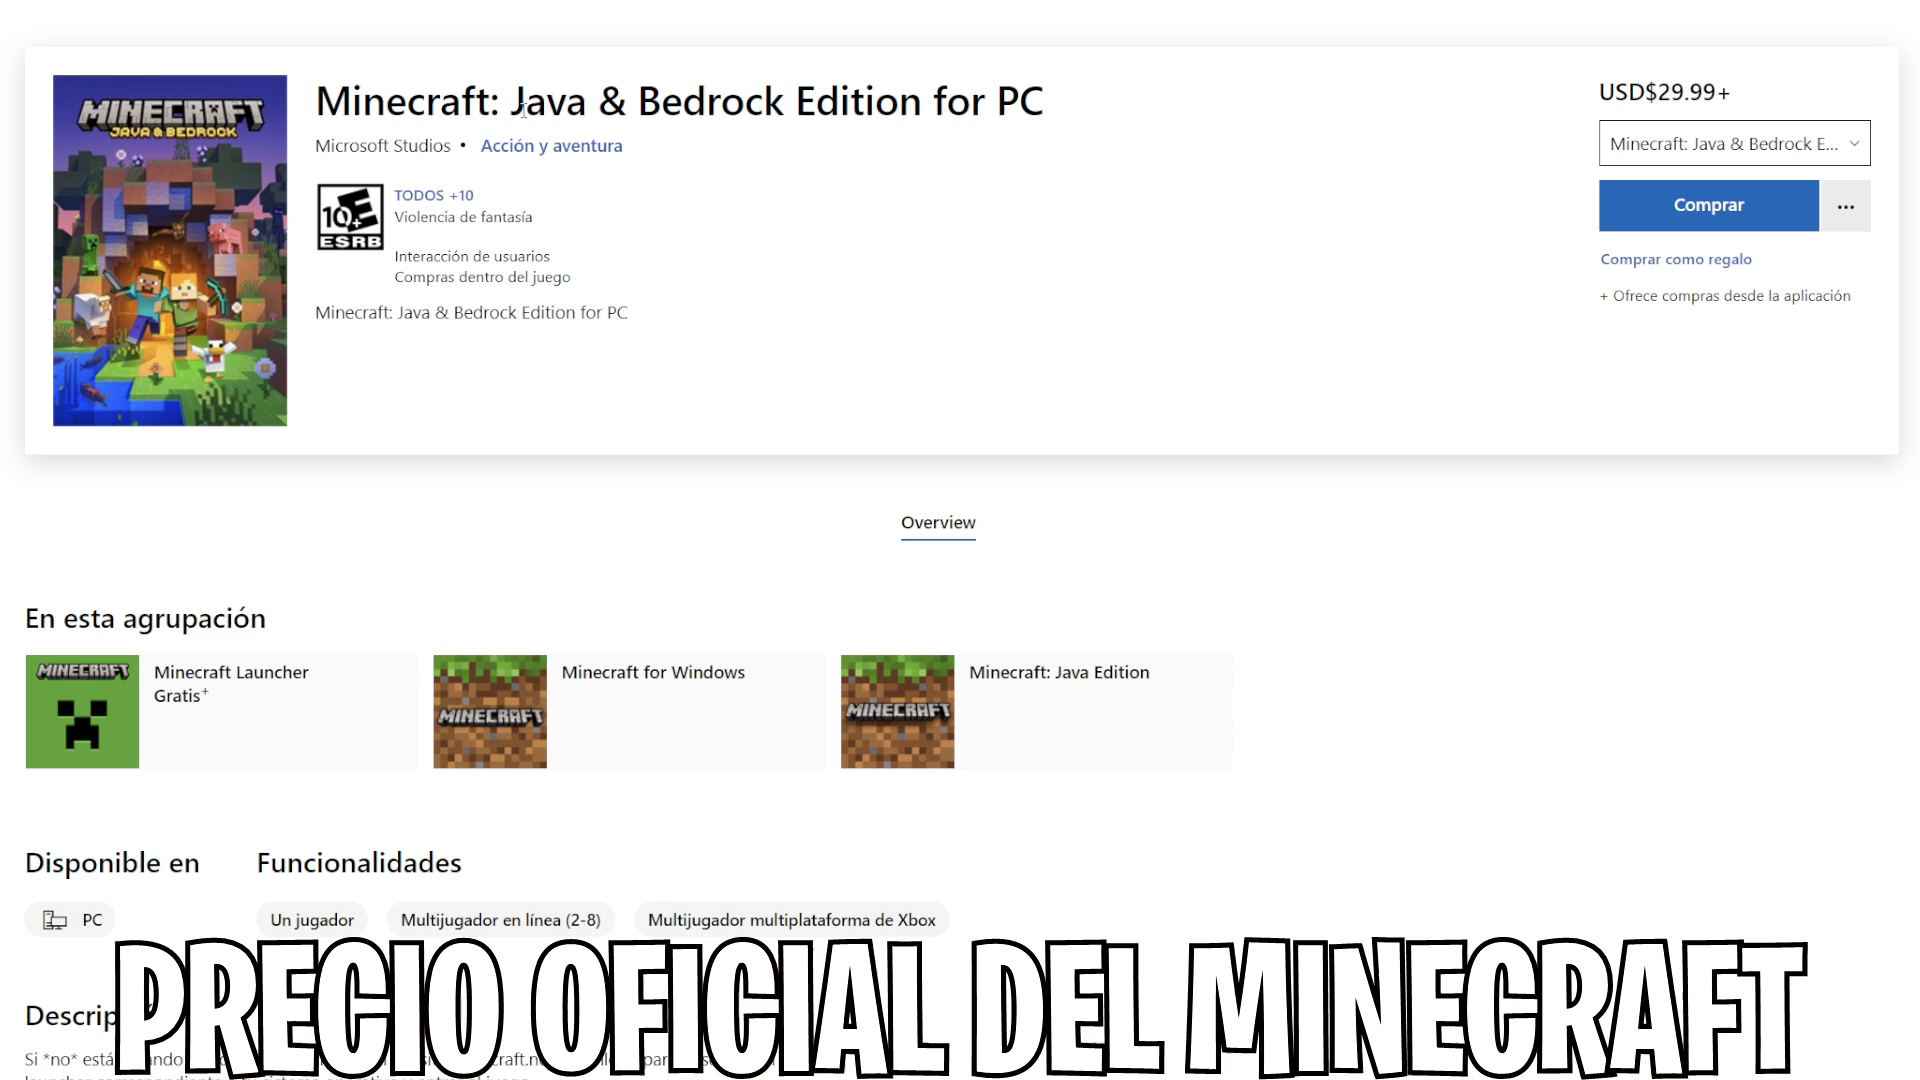 MINECRAFT
JAVA & BEDROCK
Minecraft: Java & Bedrock Edition for PC
Microsoft Studios • Acción y aventura
10+
ESRB
TODOS +10
Violencia de fantasía
Interacción de usuarios
Compras dentro del juego
Minecraft: Java & Bedrock Edition for PC
USD$29.99+
Minecraft: Java & Bedrock E...
Comprar
...
Comprar como regalo
+ Ofrece compras desde la aplicación
Overview
En esta agrupación
MINECRAFT
Minecraft Launcher
Gratis+
MINECRAFT
Minecraft for Windows
MINECRAFT
Minecraft: Java Edition
Disponible en
Funcionalidades
PC
Un jugador
Multijugador en línea (2-8)
Multijugador multiplataforma de Xbox
PRECIO OFICIAL DEL MINECRAFT
Si *no*